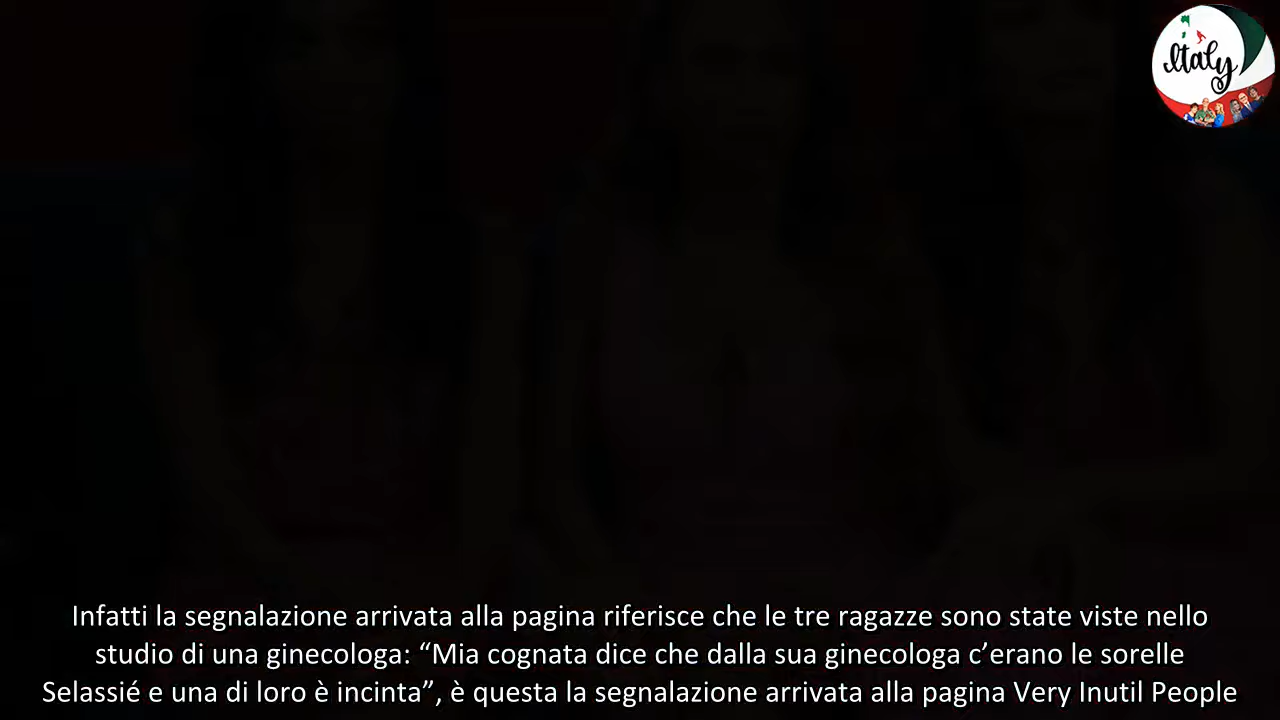 Italy
Infatti la segnalazione arrivata alla pagina riferisce che le tre ragazze sono state viste nello
studio di una ginecologa: “Mia cognata dice che dalla sua ginecologa c’erano le sorelle
Selassié e una di loro è incinta”, è questa la segnalazione arrivata alla pagina Very Inutil People